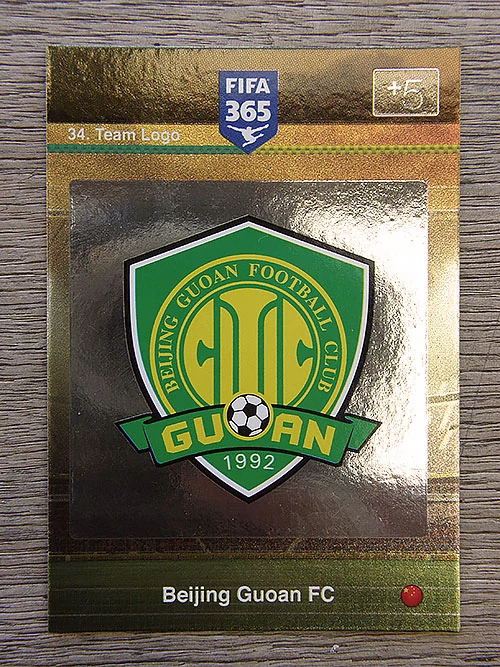 FIFA
365
+5
34. Team Logo
BEIJING GUOAN FOOTBALL CLUB
GUOAN
1992
Beijing Guoan FC